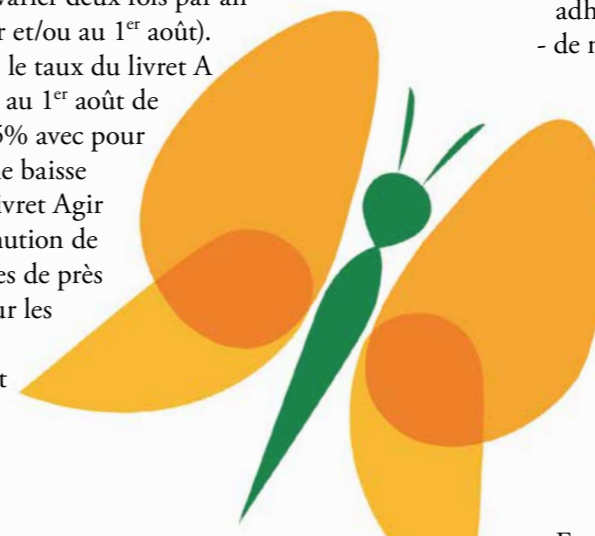 varier deux fois par an
r et/ou au 1er août).
le taux du livret A
au 1er août de
5% avec pour
e baisse
ivret Agir
nution de
es de près
ur les
t
adh
- de n